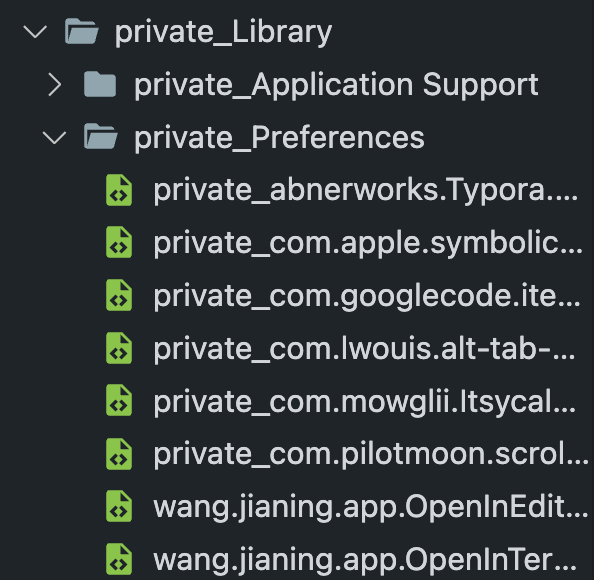 private_Library
private_Application Support
private_Preferences
private_abnerworks.Typora....
private_com.apple.symbolic...
private_com.googlecode.ite...
private_com.lwouis.alt-tab-...
private_com.mowglii.Itsycal...
private_com.pilotmoon.scrol...
wang.jianing.app.OpenInEdit...
wang.jianing.app.OpenInTer...